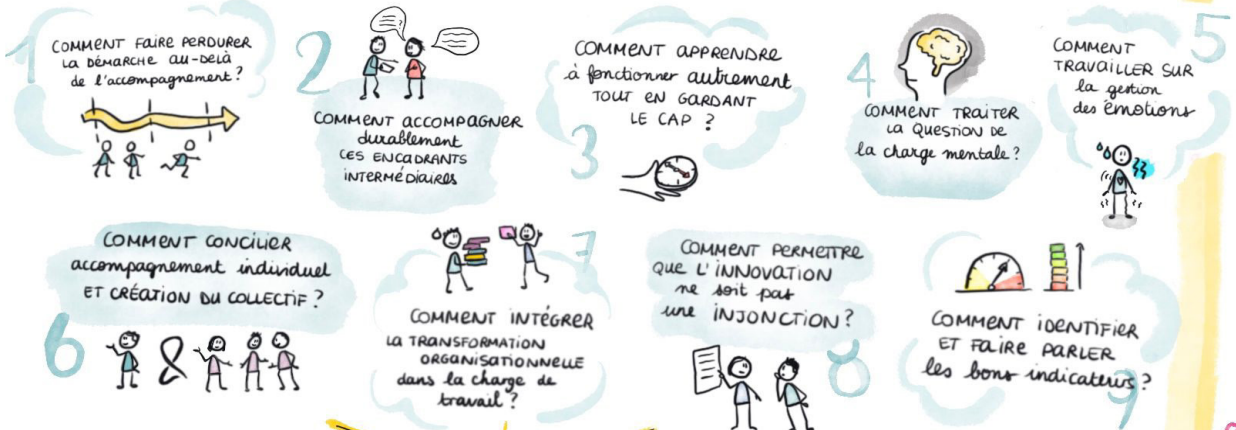 1
COMMENT FAIRE PERDURER
LA DÉMARCHE AU-DELÀ
de l'accompagnement?
2
COMMENT ACCOMPAGNER
durablement
CES ENCADRANTS
INTERMÉDIAIRES
COMMENT APPRENDRE
à fonctionner autrement
TOUT EN GARDANT
LE CAP ?
3
4
COMMENT TRAITER
LA QUESTION DE
la charge mentale?
5
COMMENT
TRAVAILLER SUR
la gestion
des émotions
COMMENT CONCILIER
accompagnement individuel
ET CRÉATION DU COLLECTIF ?
6
&
7
COMMENT INTÉGRER
LA TRANSFORMATION
ORGANISATIONNELLE
dans la charge de
travail ?
COMMENT PERMETTRE
QUE L'INNOVATION
ne soit pas
une INJONCTION?
8
COMMENT IDENTIFIER
ET FAIRE PARLER
les bons indicateurs ?
9